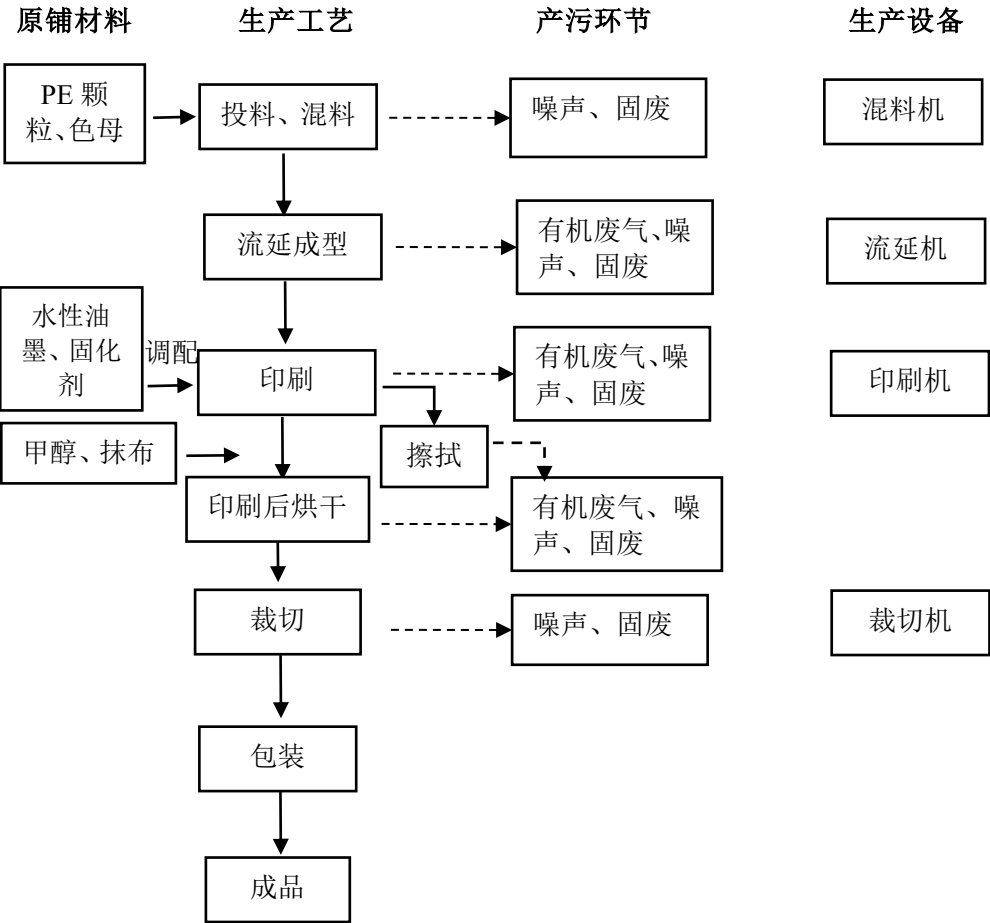 原铺材料
生产工艺
产污环节
生产设备
PE 颗
粒、色母
投料、混料
噪声、固废
混料机
流延成型
有机废气、噪
声、固废
流延机
水性油
墨、固化
剂
调配
印刷
有机废气、噪
声、固废
印刷机
甲醇、抹布
擦拭
印刷后烘干
有机废气、噪
声、固废
裁切
噪声、固废
裁切机
包装
成品